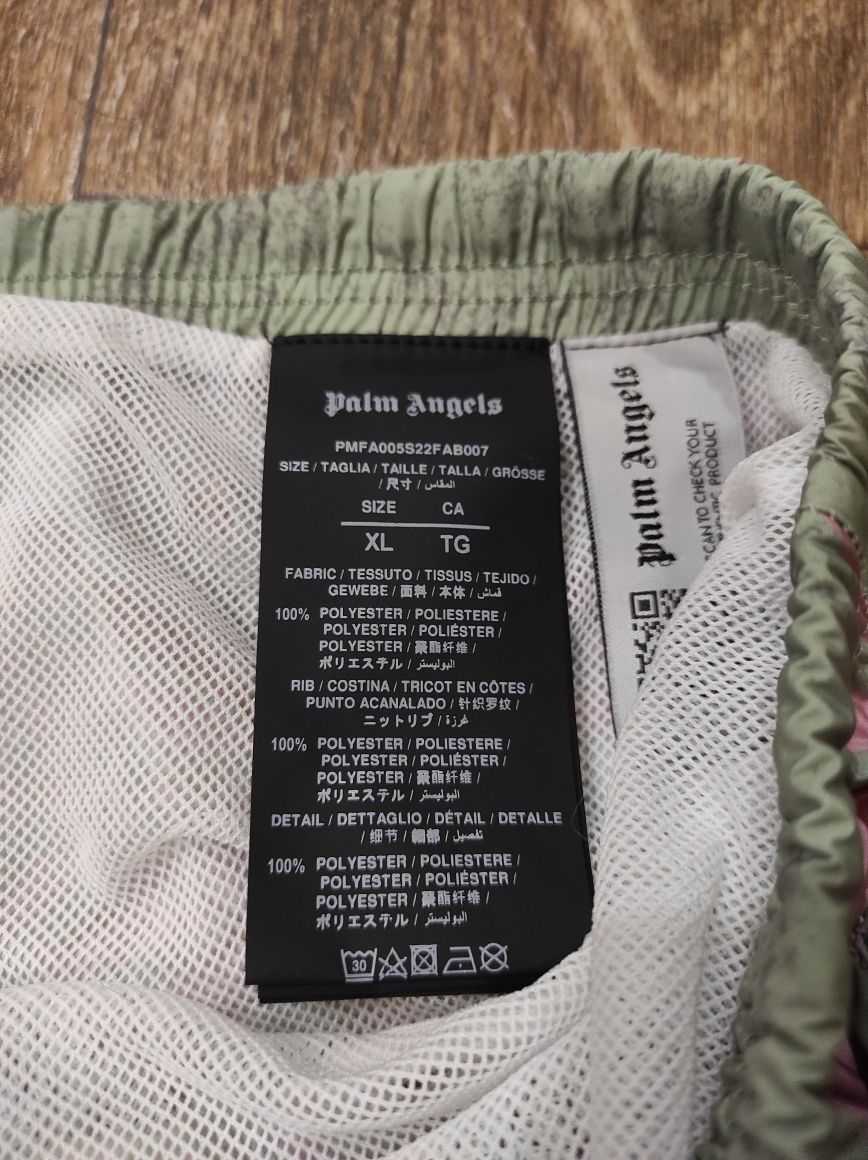 Palm Angels
PMFA005S22FAB007
SIZE / TAGLIA / TAILLE / TALLA / GRÖSSE
/ 尺寸 / المقاس
SIZE CA
XL TG
FABRIC / TESSUTO / TISSUS / TEJIDO /
GEWEBE / 面料 / 本体 / قماش
100% POLYESTER / POLIESTERE /
POLYESTER / POLIÉSTER /
POLYESTER / 聚酯纤维 /
ポリエステル / البوليستر
RIB / COSTINA / TRICOT EN CÔTES /
PUNTO ACANALADO / 针织罗纹 /
ニットリブ / غرزة
100% POLYESTER / POLIESTERE /
POLYESTER / POLIÉSTER /
POLYESTER / 聚酯纤维 /
ポリエステル / البوليستر
DETAIL / DETTAGLIO / DÉTAIL / DETALLE
/ 细节 / 細部 / تفصيل
100% POLYESTER / POLIESTERE /
POLYESTER / POLIÉSTER /
POLYESTER / 聚酯纤维 /
ポリエステル / البوليستر
30
Palm Angels
TO CHECK YOUR
PRODUCT